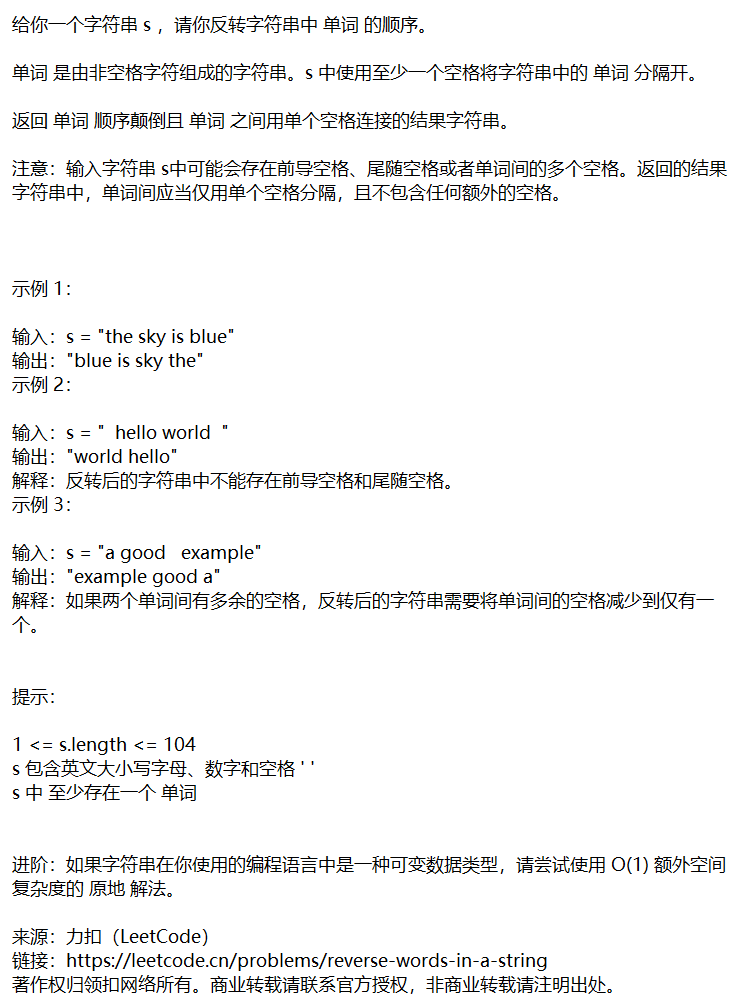 给你一个字符串 s ，请你反转字符串中 单词 的顺序。
单词 是由非空格字符组成的字符串。s 中使用至少一个空格将字符串中的 单词 分隔开。
返回 单词 顺序颠倒且 单词 之间用单个空格连接的结果字符串。
注意：输入字符串 s中可能会存在前导空格、尾随空格或者单词间的多个空格。返回的结果
字符串中，单词间应当仅用单个空格分隔，且不包含任何额外的空格。
示例 1：
输入：s = "the sky is blue"
输出："blue is sky the"
示例 2：
输入：s = "  hello world  "
输出："world hello"
解释：反转后的字符串中不能存在前导空格和尾随空格。
示例 3：
输入：s = "a good   example"
输出："example good a"
解释：如果两个单词间有多余的空格，反转后的字符串需要将单词间的空格减少到仅有一
个。
提示：
1 <= s.length <= 104
s 包含英文大小写字母、数字和空格 ' '
s 中 至少存在一个 单词
进阶：如果字符串在你使用的编程语言中是一种可变数据类型，请尝试使用 O(1) 额外空间
复杂度的 原地 解法。
来源：力扣（LeetCode）
链接：https://leetcode.cn/problems/reverse-words-in-a-string
著作权归领扣网络所有。商业转载请联系官方授权，非商业转载请注明出处。